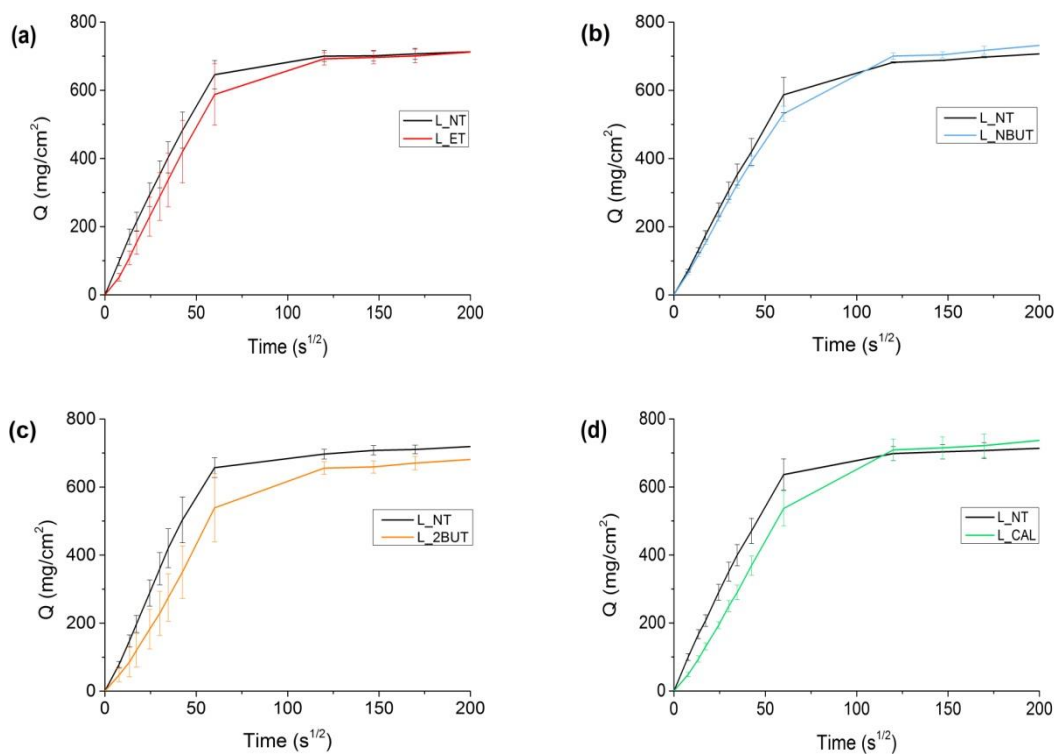 (a)
800
600
400
200
0
Q (mg/cm²)
L_NT
L_ET
0 50 100 150 200
Time (s^1/2)
(b)
800
600
400
200
0
Q (mg/cm²)
L_NT
L_NBUT
0 50 100 150 200
Time (s^1/2)
(c)
800
600
400
200
0
Q (mg/cm²)
L_NT
L_2BUT
0 50 100 150 200
Time (s^1/2)
(d)
800
600
400
200
0
Q (mg/cm²)
L_NT
L_CAL
0 50 100 150 200
Time (s^1/2)